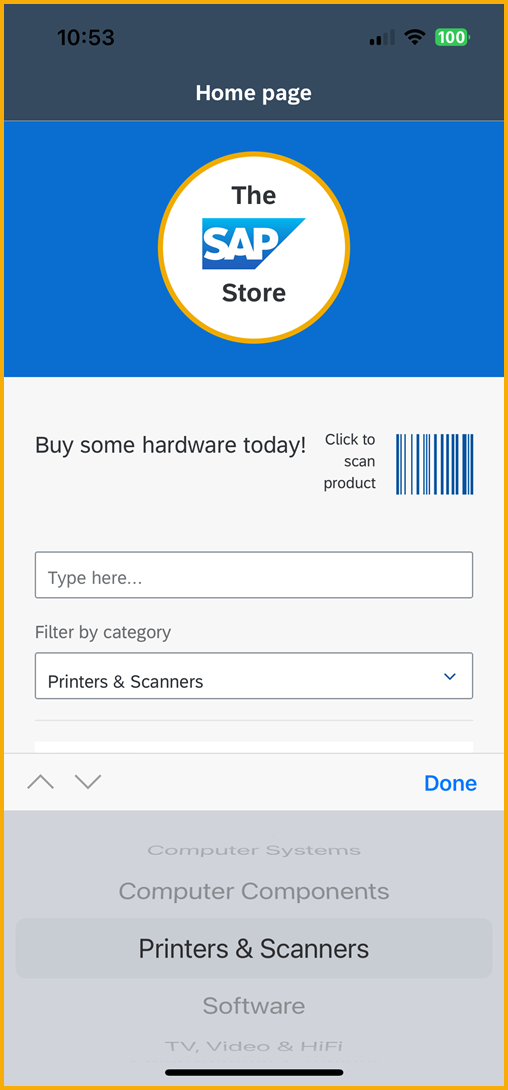 10:53
100
Home page
The
SAP
Store
Buy some hardware today!
Click to
scan
product
Type here...
Filter by category
Printers & Scanners
Done
Computer Systems
Computer Components
Printers & Scanners
Software
TV, Video & HiFi